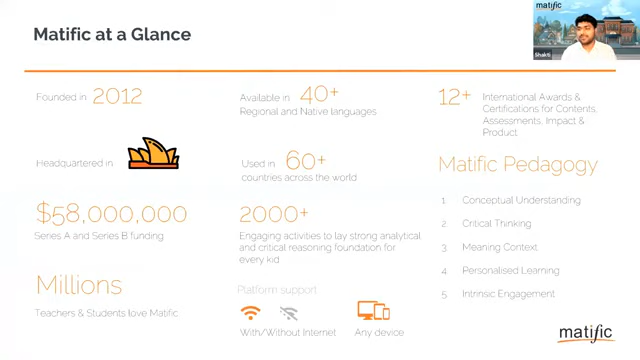 Matific at a Glance
matific
Shakti
Founded in 2012
Headquartered in
$58,000,000
Series A and Series B funding
Millions
Teachers & Students love Matific
Available in 40+
Regional and Native languages
Used in 60+
countries across the world
2000+
Engaging activities to lay strong analytical
and critical reasoning foundation for
every kid
Platform support
With/Without Internet
Any device
12+
International Awards &
Certifications for Contents,
Assessments, Impact &
Product
Matific Pedagogy
1 Conceptual Understanding
2 Critical Thinking
3 Meaning Context
4 Personalised Learning
5 Intrinsic Engagement
matific